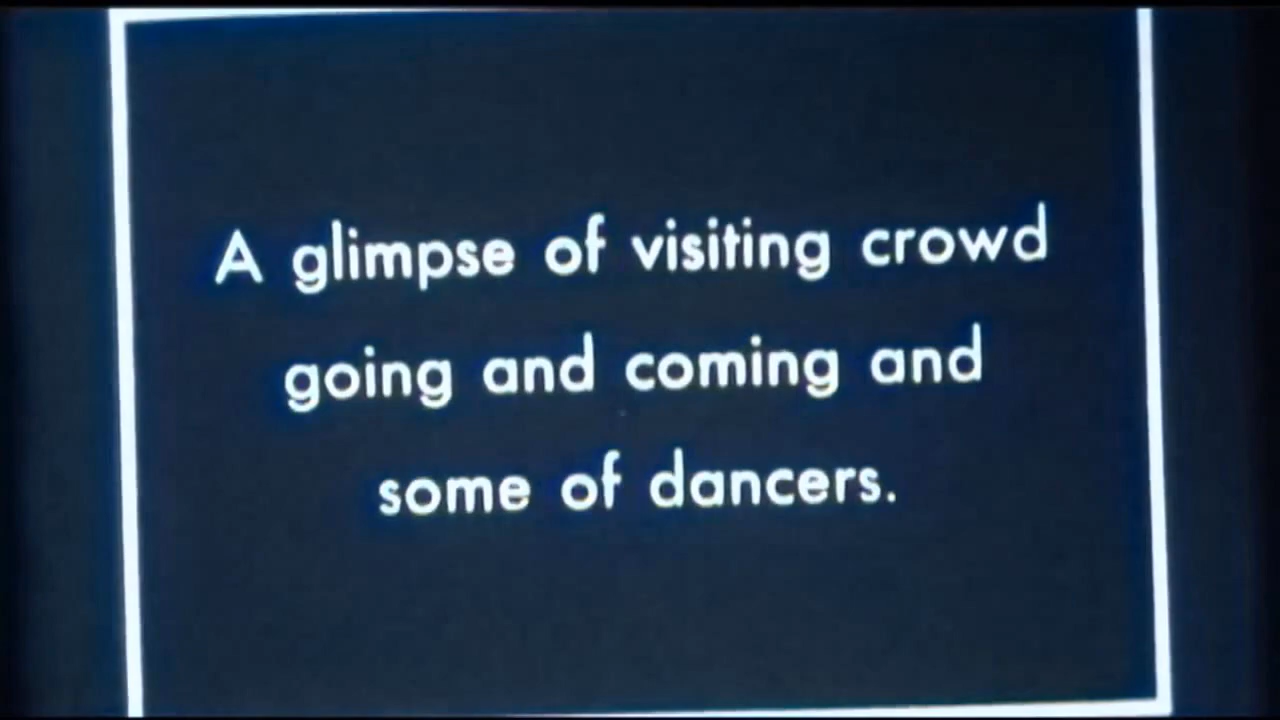 A glimpse of visiting crowd
going and coming and
some of dancers.